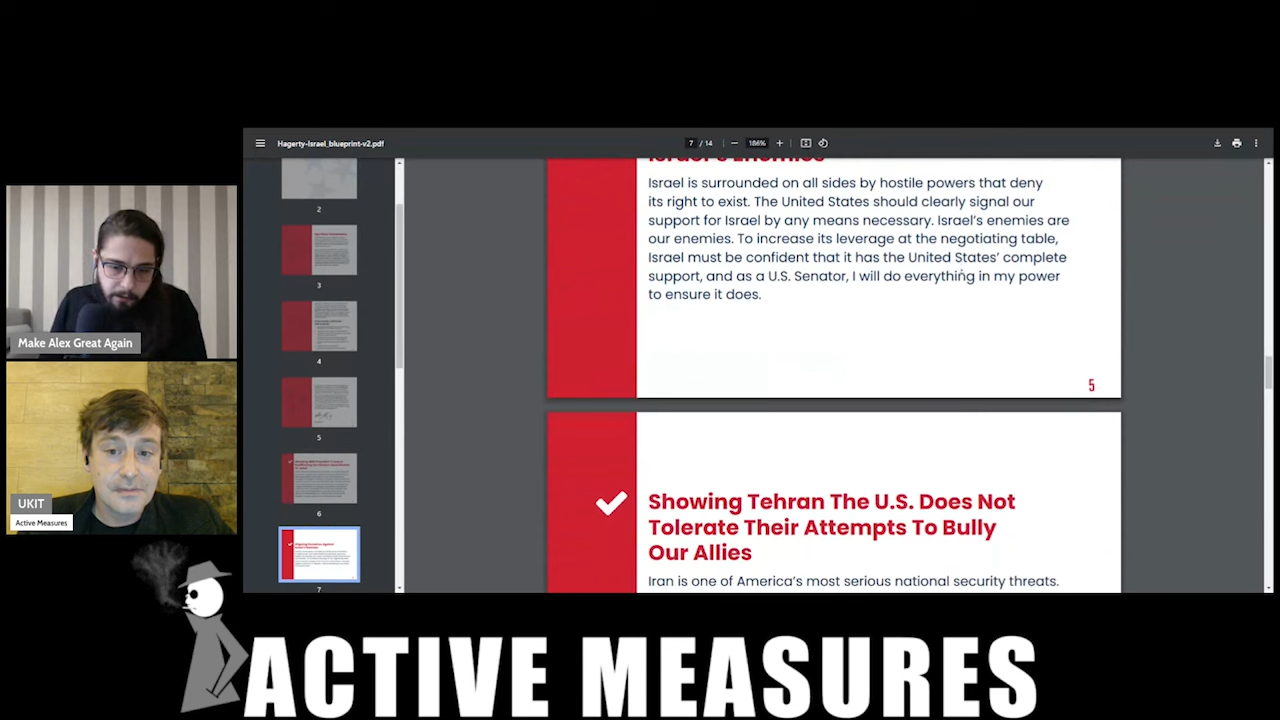 Hagerty-Israel_blueprint-v2.pdf
7 / 14
186%
2
3
4
5
6
7
Israel's Enemies
Israel is surrounded on all sides by hostile powers that deny
its right to exist. The United States should clearly signal our
support for Israel by any means necessary. Israel's enemies are
our enemies. To increase its leverage at the negotiating table,
Israel must be confident that it has the United States' complete
support, and as a U.S. Senator, I will do everything in my power
to ensure it does.
5
Showing Tehran The U.S. Does Not
Tolerate Their Attempts To Bully
Our Allies
Iran is one of America's most serious national security threats.
Make Alex Great Again
UKIT
Active Measures
ACTIVE MEASURES